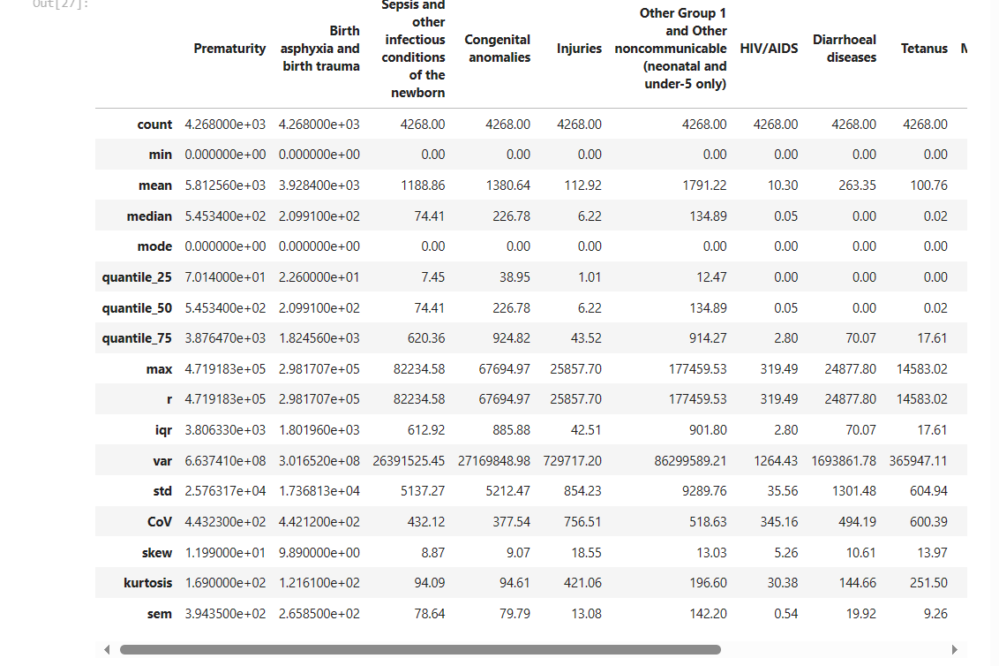 Out[27]:
Prematurity Birth asphyxia and birth trauma Sepsis and other infectious conditions of the newborn Congenital anomalies Injuries Other Group 1 and Other noncommunicable (neonatal and under-5 only) HIV/AIDS Diarrhoeal diseases Tetanus
count 4.268000e+03 4.268000e+03 4268.00 4268.00 4268.00 4268.00 4268.00 4268.00 4268.00
min 0.000000e+00 0.000000e+00 0.00 0.00 0.00 0.00 0.00 0.00 0.00
mean 5.812560e+03 3.928400e+03 1188.86 1380.64 112.92 1791.22 10.30 263.35 100.76
median 5.453400e+02 2.099100e+02 74.41 226.78 6.22 134.89 0.05 0.00 0.02
mode 0.000000e+00 0.000000e+00 0.00 0.00 0.00 0.00 0.00 0.00 0.00
quantile_25 7.014000e+01 2.260000e+01 7.45 38.95 1.01 12.47 0.00 0.00 0.00
quantile_50 5.453400e+02 2.099100e+02 74.41 226.78 6.22 134.89 0.05 0.00 0.02
quantile_75 3.876470e+03 1.824560e+03 620.36 924.82 43.52 914.27 2.80 70.07 17.61
max 4.719183e+05 2.981707e+05 82234.58 67694.97 25857.70 177459.53 319.49 24877.80 14583.02
r 4.719183e+05 2.981707e+05 82234.58 67694.97 25857.70 177459.53 319.49 24877.80 14583.02
iqr 3.806330e+03 1.801960e+03 612.92 885.88 42.51 901.80 2.80 70.07 17.61
var 6.637410e+08 3.016520e+08 26391525.45 27169848.98 729717.20 86299589.21 1264.43 1693861.78 365947.11
std 2.576317e+04 1.736813e+04 5137.27 5212.47 854.23 9289.76 35.56 1301.48 604.94
CoV 4.432300e+02 4.421200e+02 432.12 377.54 756.51 518.63 345.16 494.19 600.39
skew 1.199000e+01 9.890000e+00 8.87 9.07 18.55 13.03 5.26 10.61 13.97
kurtosis 1.690000e+02 1.216100e+02 94.09 94.61 421.06 196.60 30.38 144.66 251.50
sem 3.943500e+02 2.658500e+02 78.64 79.79 13.08 142.20 0.54 19.92 9.26